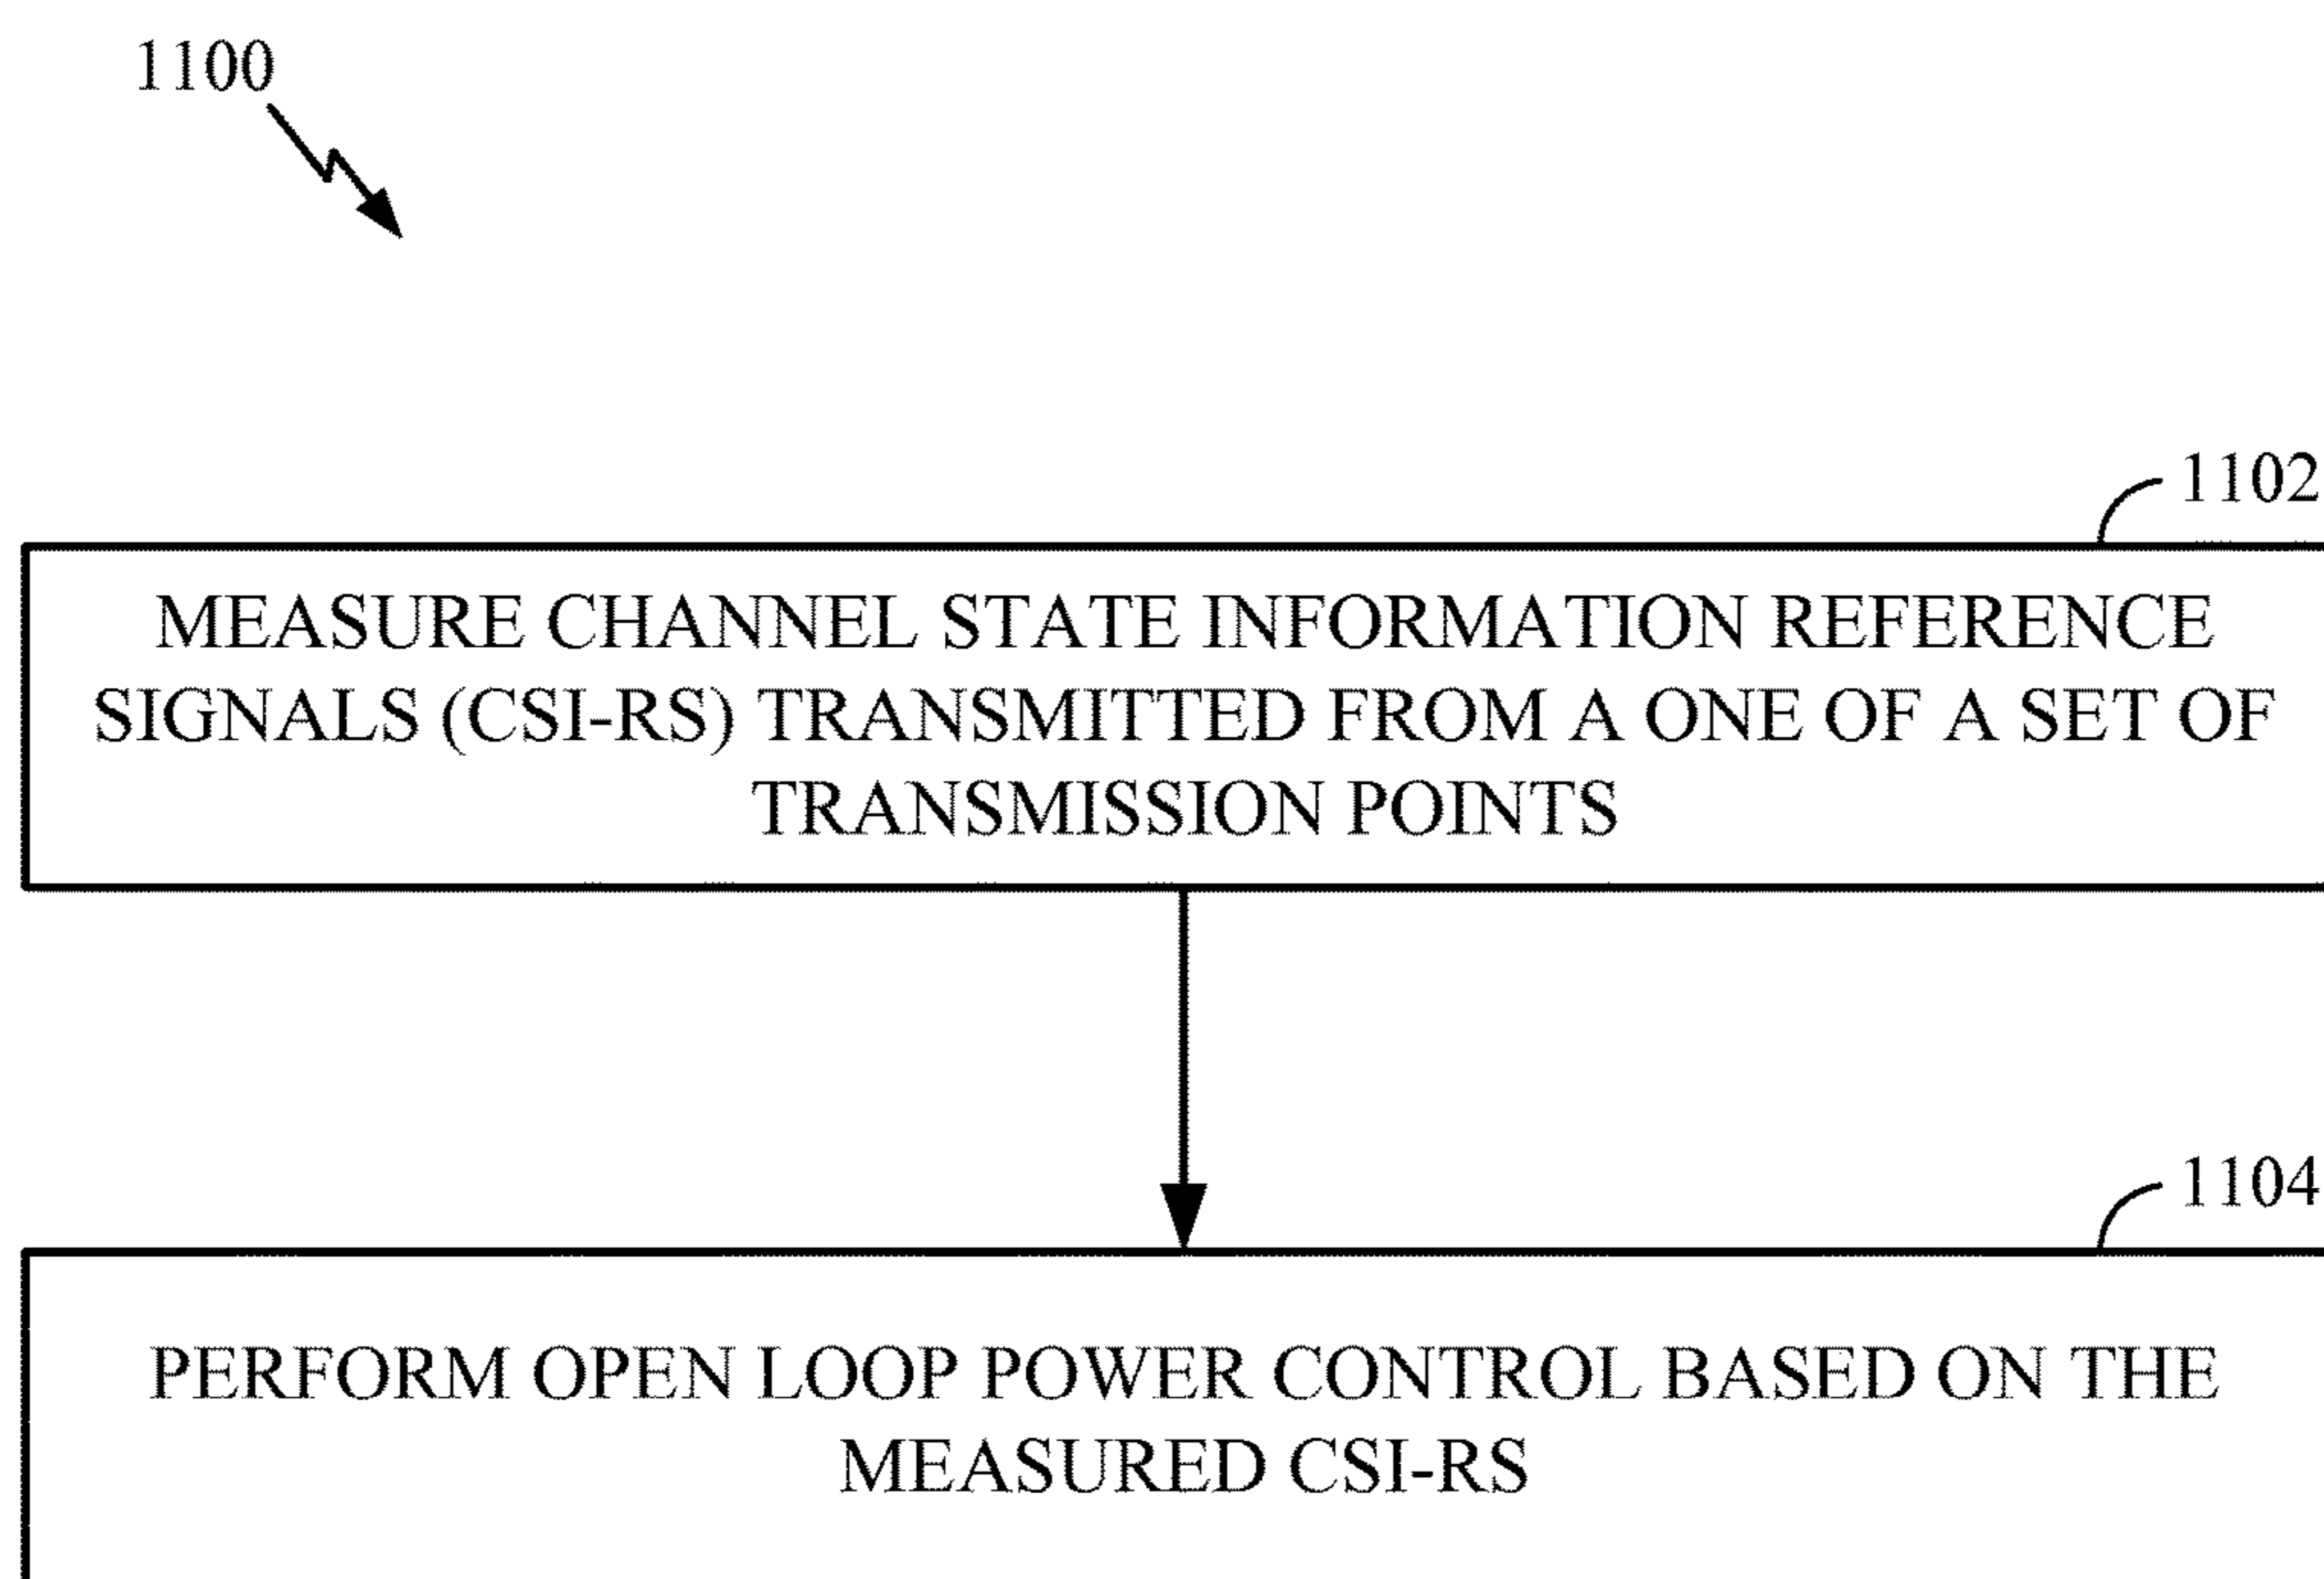 1100
1102
MEASURE CHANNEL STATE INFORMATION REFERENCE
SIGNALS (CSI-RS) TRANSMITTED FROM A ONE OF A SET OF
TRANSMISSION POINTS
1104
PERFORM OPEN LOOP POWER CONTROL BASED ON THE
MEASURED CSI-RS